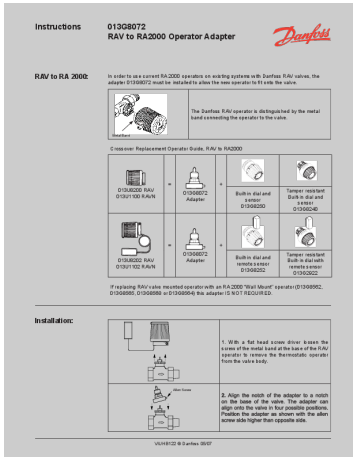 Instructions
013G8072
RAV to RA2000 Operator Adapter
Danfoss
RAV to RA 2000:
In order to use current RA2000 operators on existing systems with Danfoss RAV valves, the
adapter 013G8072 must be installed to allow the new operator to fit onto the valve.
Metal Band
The Danfoss RAV operator is distinguished by the metal
band connecting the operator to the valve.
Crossover Replacement Operator Guide, RAV to RA2000
013U8200 RAV
013U1100 RAVN
=
013G8072
Adapter
+
Built-in dial and
sensor
013G8250
Tamper resistant
Built-in dial and
sensor
013G8240
013U8202 RAV
013U1102 RAVN
=
013G8072
Adapter
+
Built-in dial and
remote sensor
013G8252
Tamper resistant
Built-in dial with
remote sensor
013G2922
If replacing RAV valve mounted operator with an RA2000 "Wall Mount" operator (013G8562,
013G8565, 013G8568 or 013G8564) this adapter IS NOT REQUIRED.
Installation:
1. With a flat head screw driver loosen the
screw of the metal band at the base of the RAV
operator to remove the thermostatic operator
from the valve body.
Allen Screw
2. Align the notch of the adapter to a notch
on the base of the valve. The adapter can
align onto the valve in four possible positions.
Position the adapter as shown with the allen
screw side higher than opposite side.
VIUH8122 © Danfoss 06/07